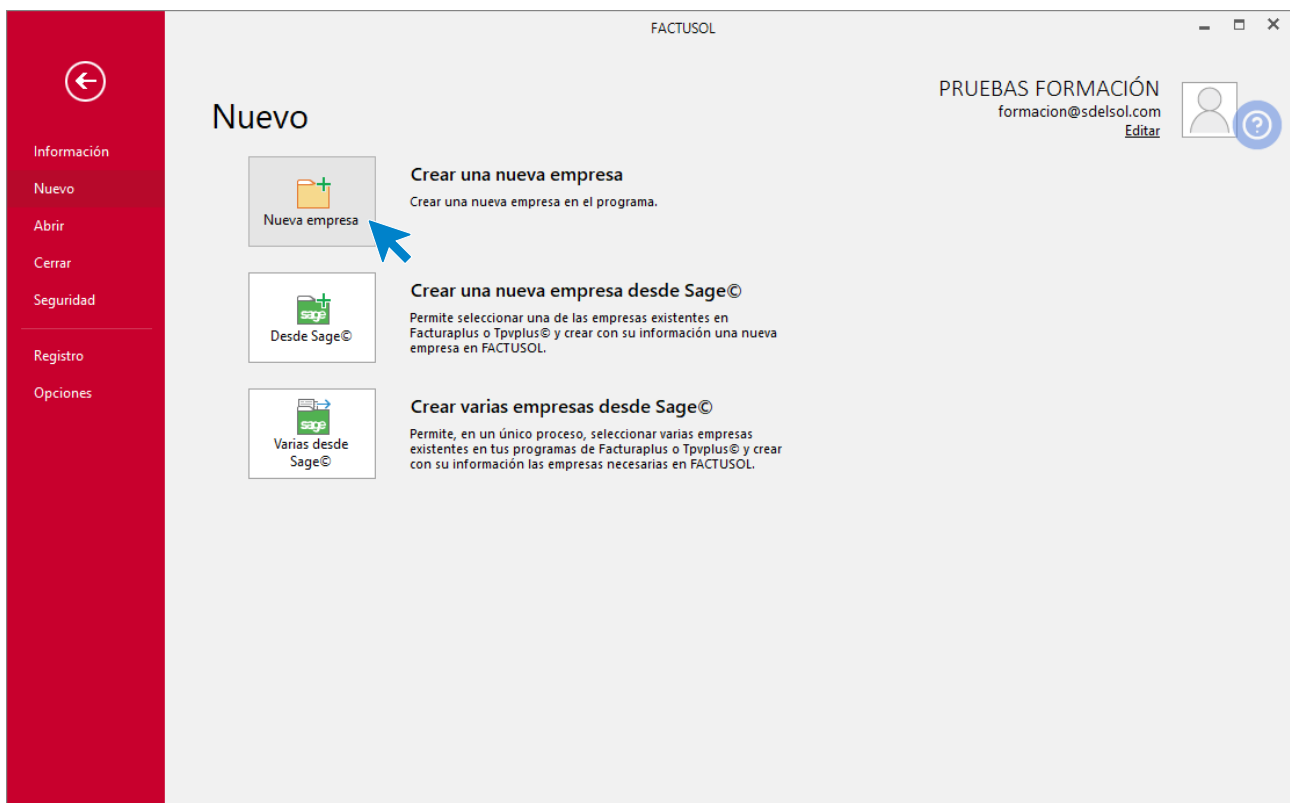 FACTUSOL
PRUEBAS FORMACIÓN
formacion@sdelsol.com
Editar
Información
Nuevo
Abrir
Cerrar
Seguridad
Registro
Opciones
Nuevo
Nueva empresa
Crear una nueva empresa
Crear una nueva empresa en el programa.
sage
Desde Sage©
Crear una nueva empresa desde Sage©
Permite seleccionar una de las empresas existentes en
Facturaplus o Tpvplus© y crear con su información una nueva
empresa en FACTUSOL.
sage
Varias desde
Sage©
Crear varias empresas desde Sage©
Permite, en un único proceso, seleccionar varias empresas
existentes en tus programas de Facturaplus o Tpvplus© y crear
con su información las empresas necesarias en FACTUSOL.